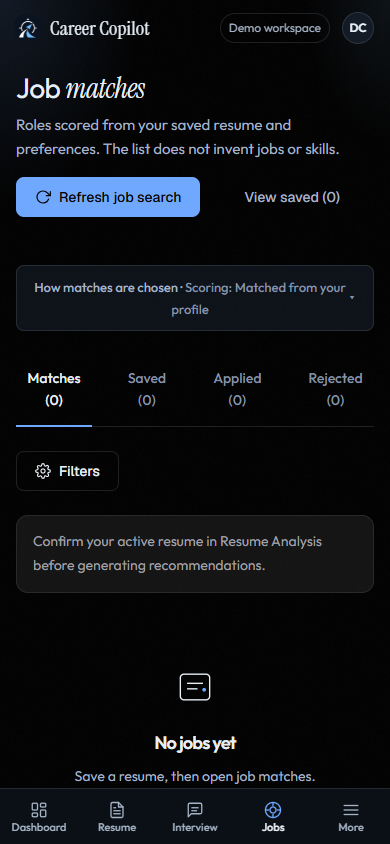 Career Copilot
Demo workspace
DC
Job matches
Roles scored from your saved resume and
preferences. The list does not invent jobs or skills.
Refresh job search
View saved (0)
How matches are chosen · Scoring: Matched from your
profile
Matches
(0)
Saved
(0)
Applied
(0)
Rejected
(0)
Filters
Confirm your active resume in Resume Analysis
before generating recommendations.
No jobs yet
Save a resume, then open job matches.
Dashboard
Resume
Interview
Jobs
More